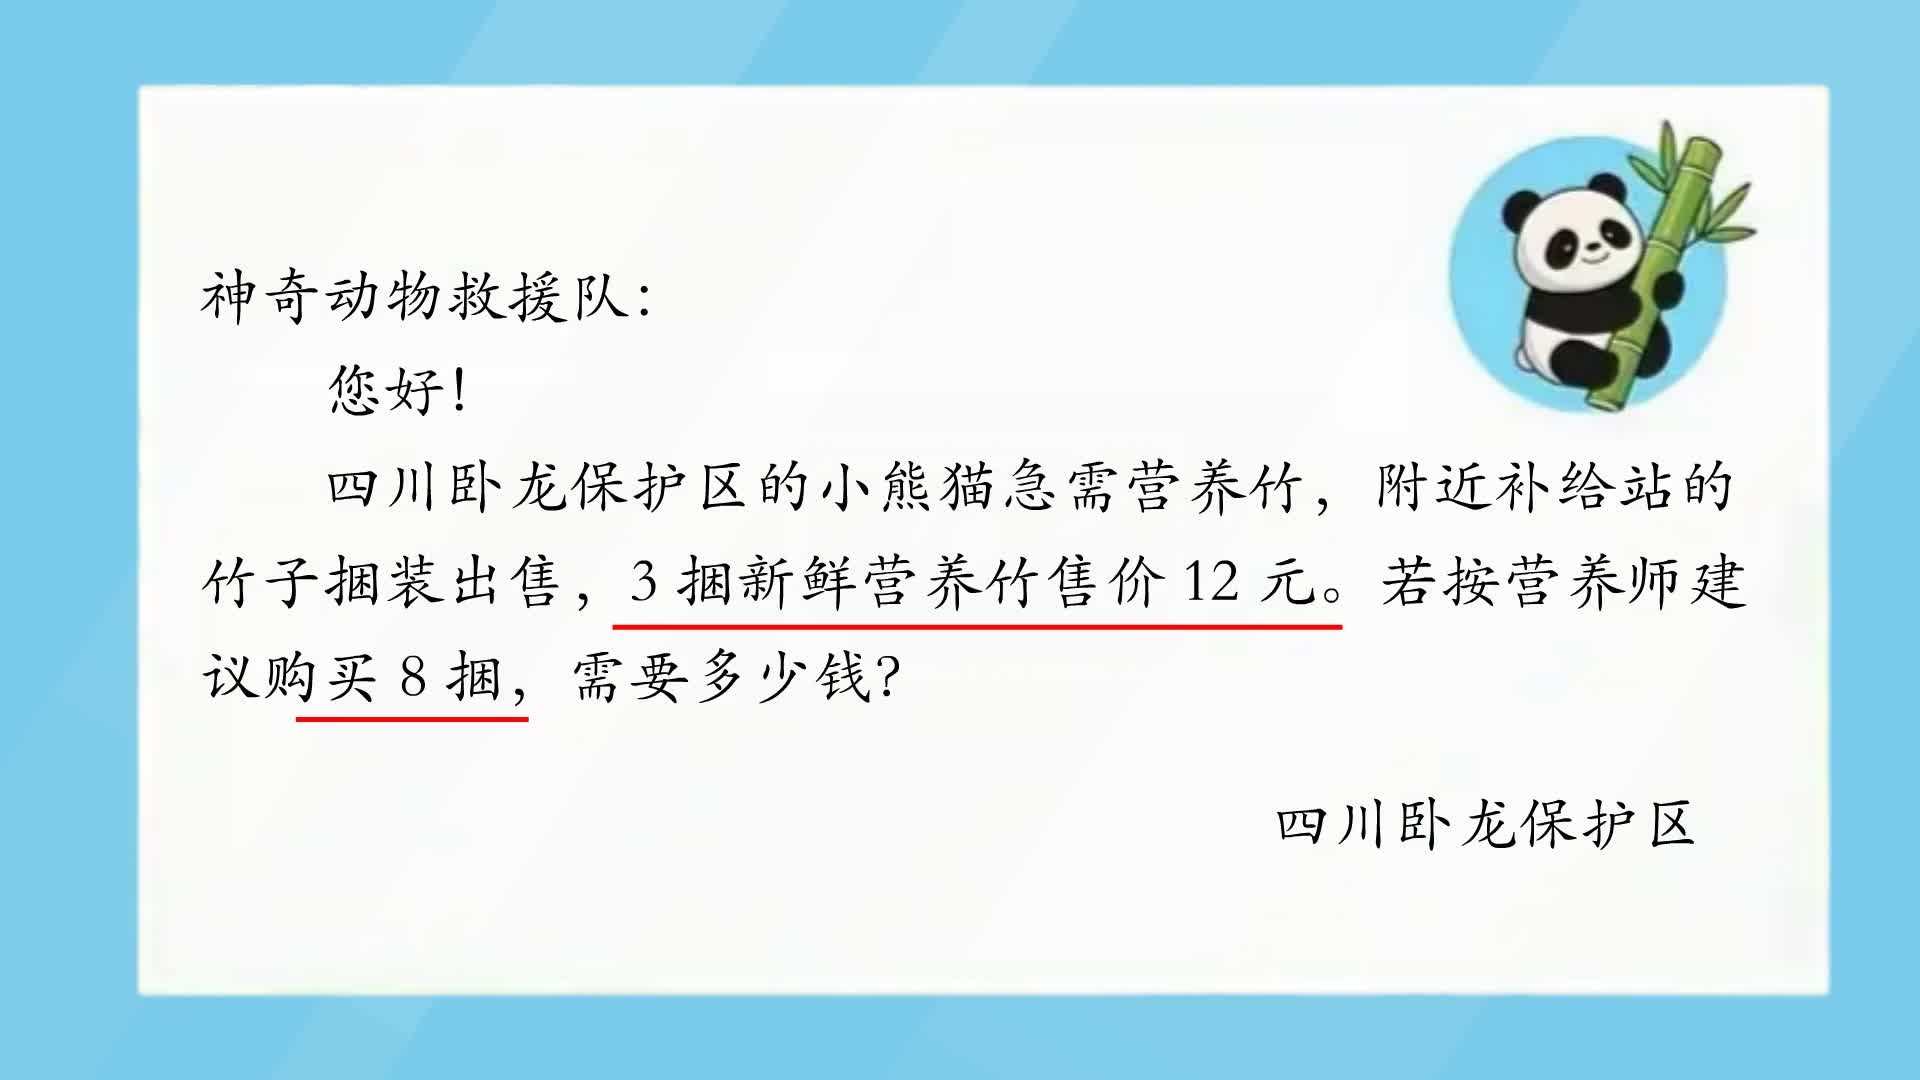 神奇动物救援队：
您好！
四川卧龙保护区的小熊猫急需营养竹，附近补给站的
竹子捆装出售，3 捆新鲜营养竹售价 12 元。若按营养师建
议购买 8 捆，需要多少钱？
四川卧龙保护区